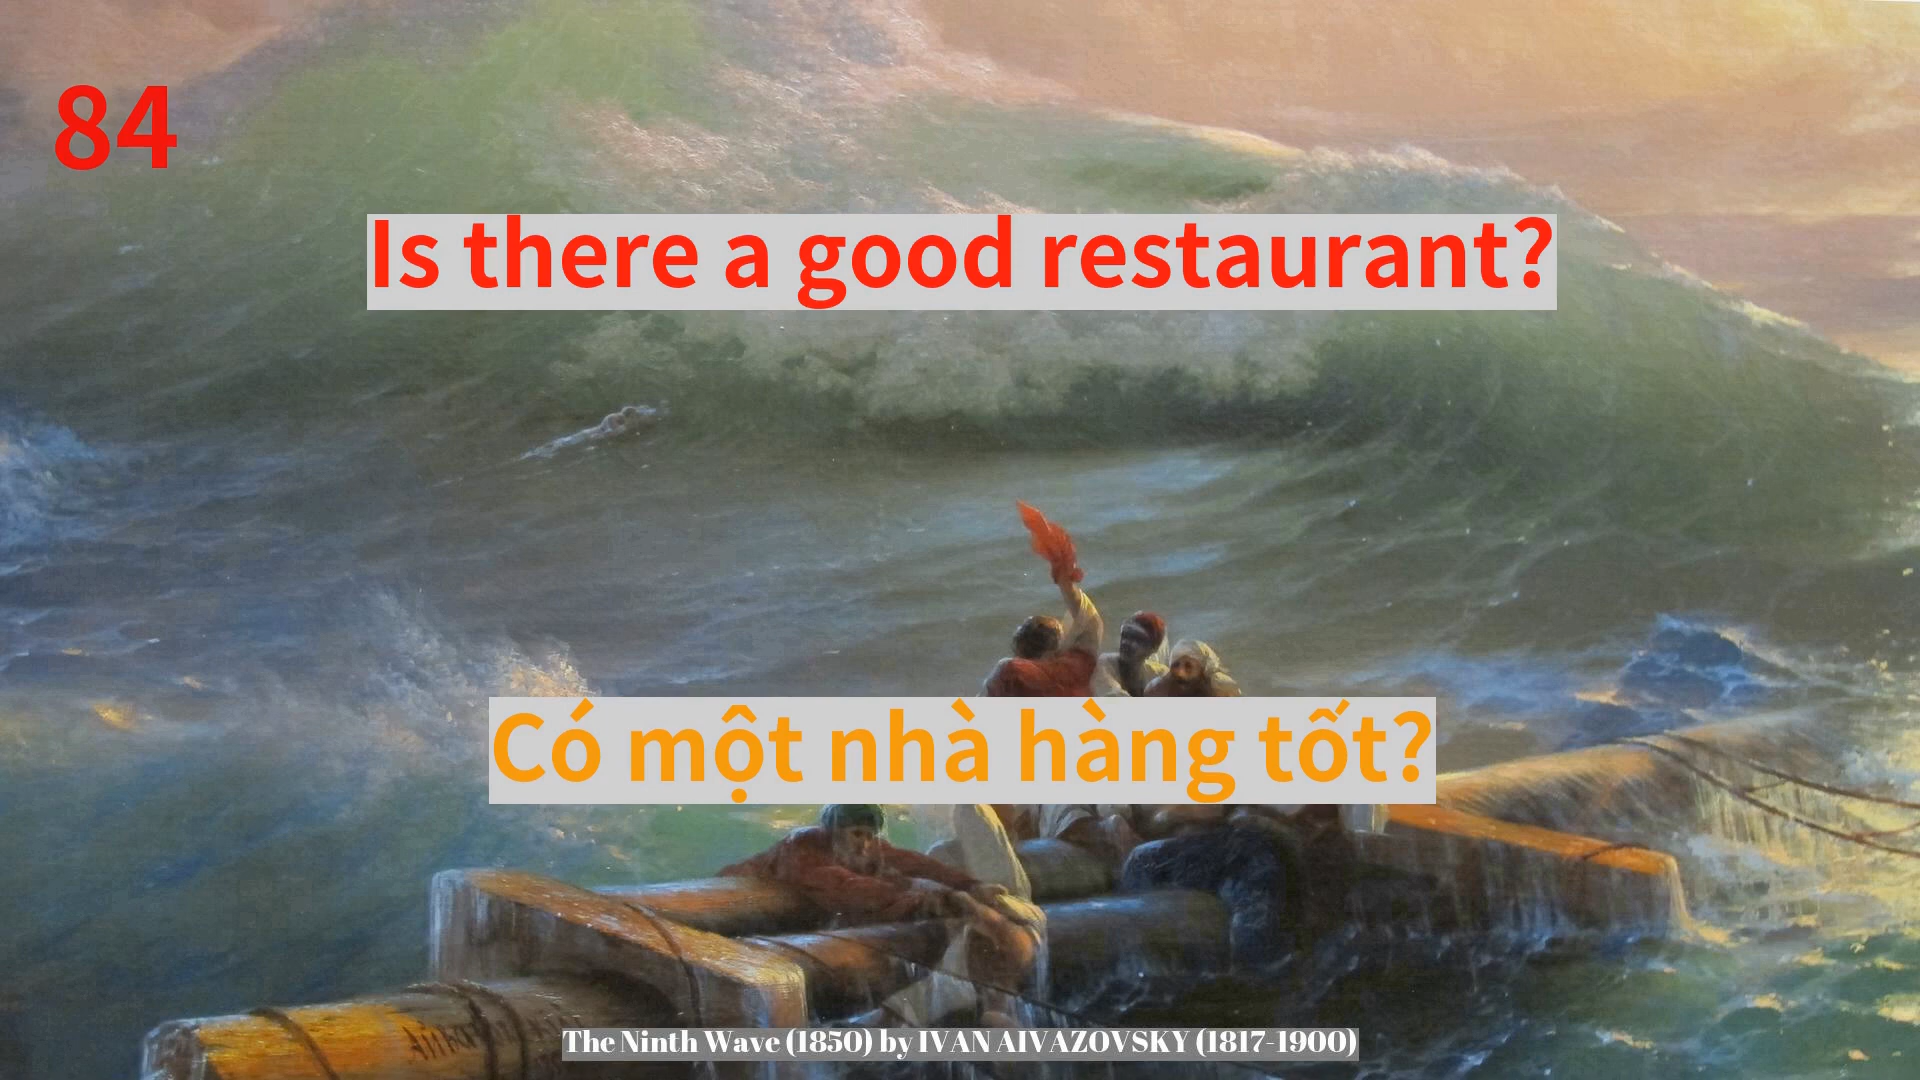 84
Is there a good restaurant?
Có một nhà hàng tốt?
The Ninth Wave (1850) by IVAN AIVAZOVSKY (1817-1900)